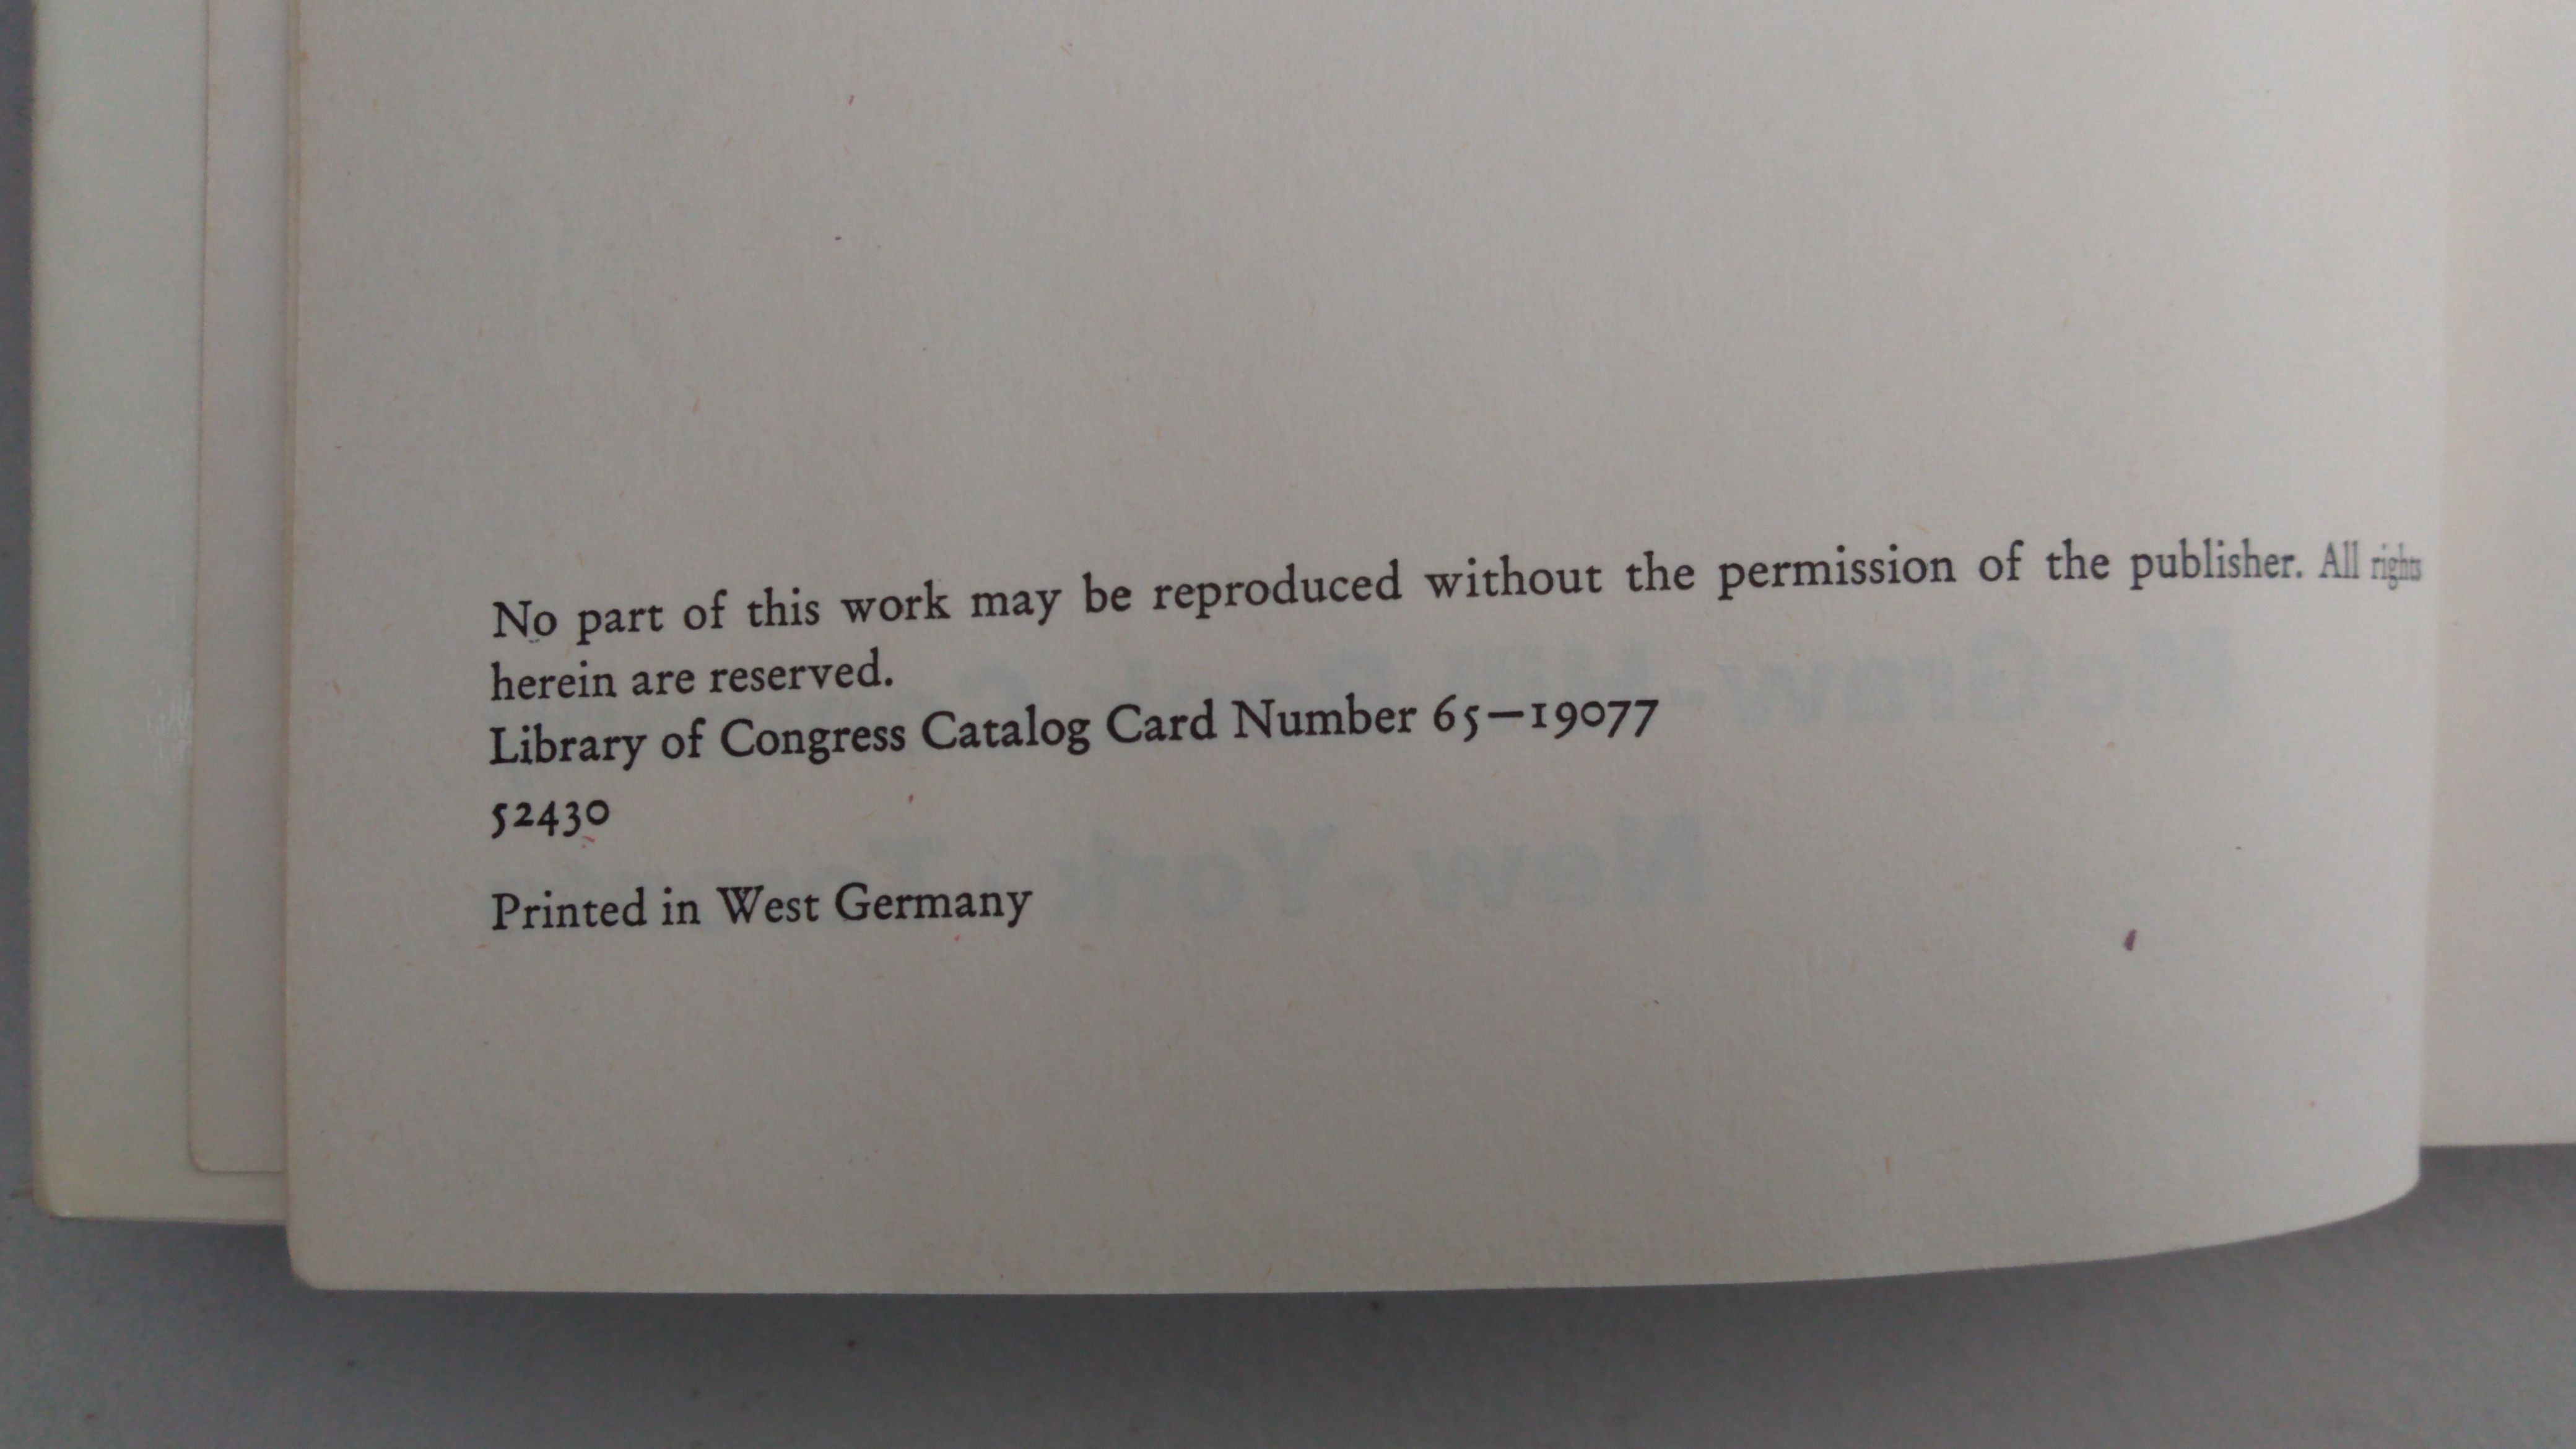 No part of this work may be reproduced without the permission of the publisher. All rights
herein are reserved.
Library of Congress Catalog Card Number 65—19077
52430
Printed in West Germany